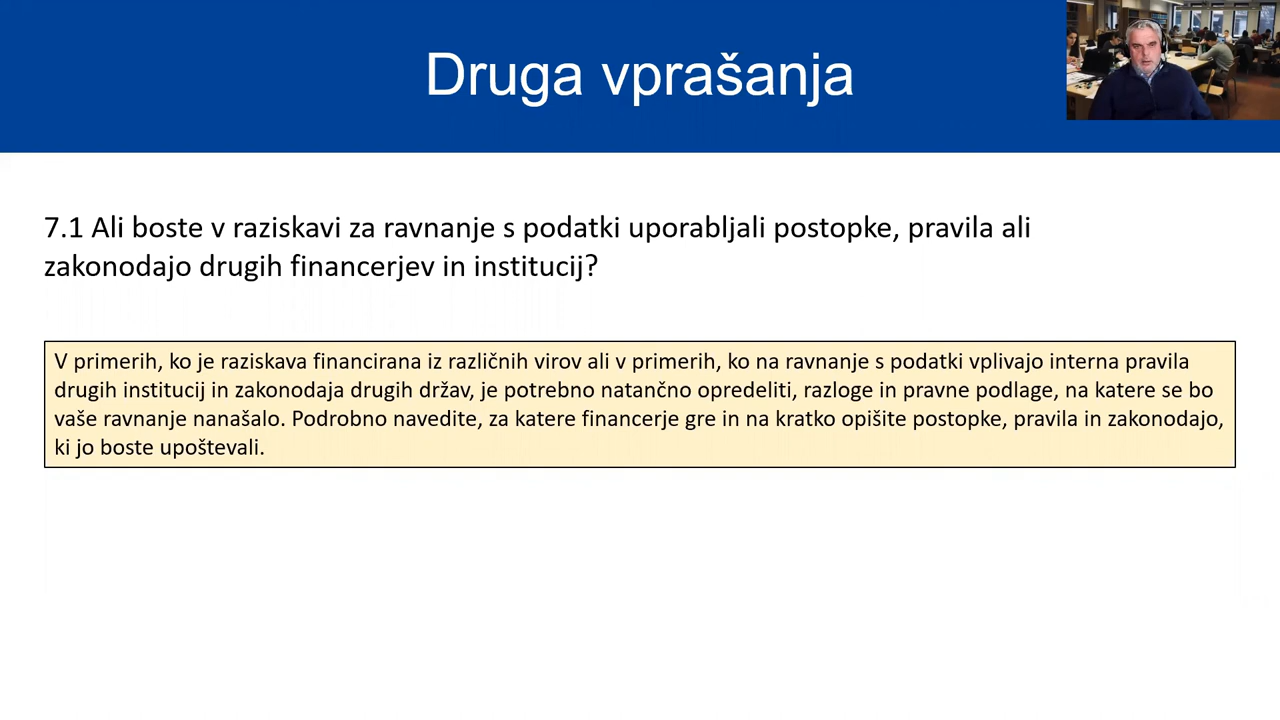 Druga vprašanja
7.1 Ali boste v raziskavi za ravnanje s podatki uporabljali postopke, pravila ali
zakonodajo drugih financerjev in institucij?
V primerih, ko je raziskava financirana iz različnih virov ali v primerih, ko na ravnanje s podatki vplivajo interna pravila
drugih institucij in zakonodaja drugih držav, je potrebno natančno opredeliti, razloge in pravne podlage, na katere se bo
vaše ravnanje nanašalo. Podrobno navedite, za katere financerje gre in na kratko opišite postopke, pravila in zakonodajo,
ki jo boste upoštevali.